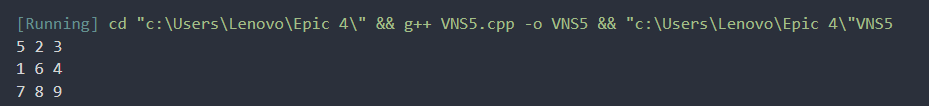 [Running] cd "c:\Users\Lenovo\Epic 4\" && g++ VNS5.cpp -o VNS5 && "c:\Users\Lenovo\Epic 4\"VNS5
5 2 3
1 6 4
7 8 9